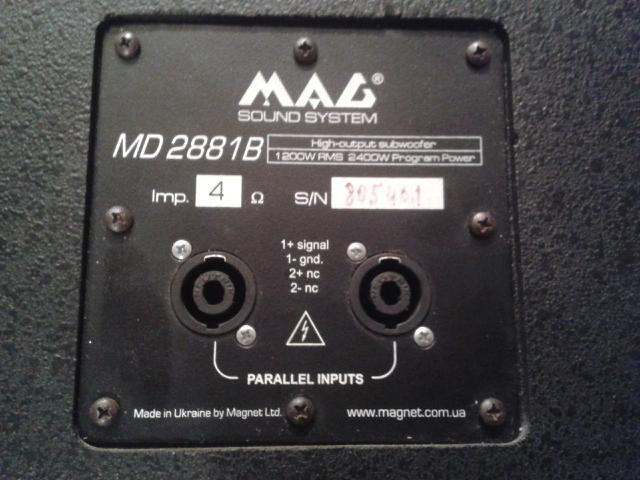 MAG®
SOUND SYSTEM
MD 2881B
High-output subwoofer
1200W RMS 2400W Program Power
Imp. 4 Ω S/N 805401
1+ signal
1- gnd.
2+ nc
2- nc
PARALLEL INPUTS
Made in Ukraine by Magnet Ltd.
www.magnet.com.ua